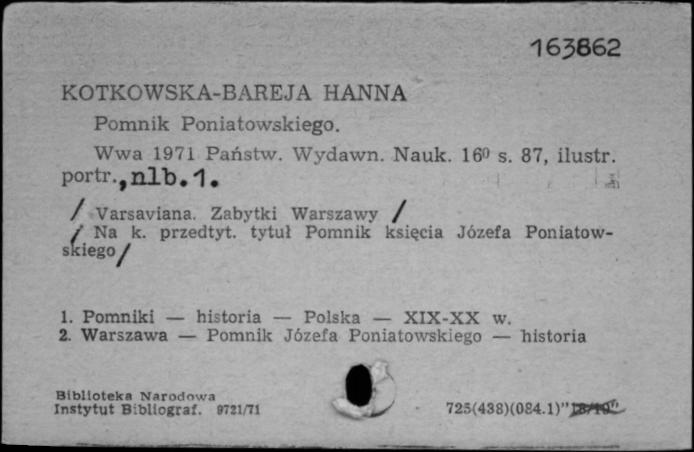 163862
KOTKOWSKA-BAREJA HANNA
Pomnik Poniatowskiego.
Wwa 1971 Państw. Wydawn. Nauk. 16⁰ s. 87, ilustr.
portr., nlb. 1.
/ Varsaviana. Zabytki Warszawy /
/ Na k. przedtyt. tytuł Pomnik księcia Józefa Poniatow-
skiego /
1. Pomniki — historia — Polska — XIX-XX w.
2. Warszawa — Pomnik Józefa Poniatowskiego — historia
Biblioteka Narodowa
Instytut Bibliograf. 9721/71
725(438)(084.1)"18/19"